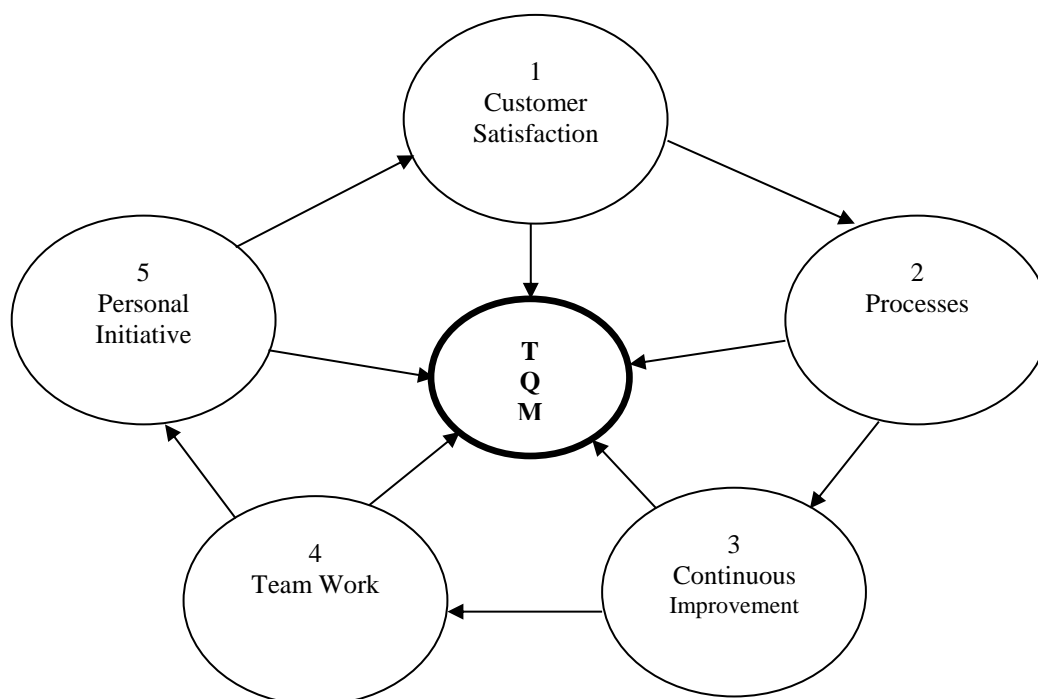 1
Customer
Satisfaction
5
Personal
Initiative
2
Processes
T
Q
M
4
Team Work
3
Continuous
Improvement